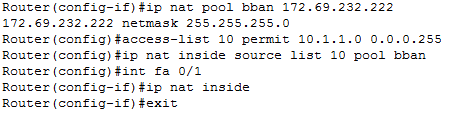 Router(config-if)#ip nat pool bban 172.69.232.222
172.69.232.222 netmask 255.255.255.0
Router(config)#access-list 10 permit 10.1.1.0 0.0.0.255
Router(config)#ip nat inside source list 10 pool bban
Router(config)#int fa 0/1
Router(config-if)#ip nat inside
Router(config-if)#exit